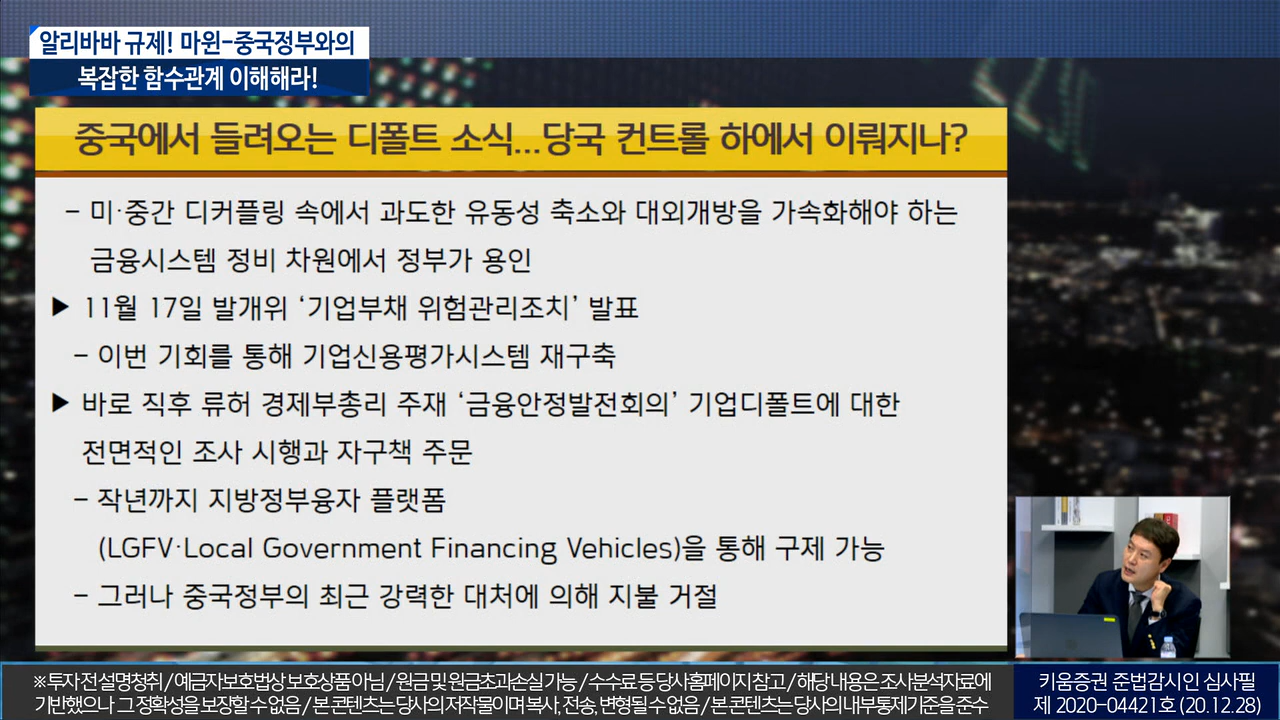 알리바바 규제! 마윈-중국정부와의
복잡한 함수관계 이해해라!
중국에서 들려오는 디폴트 소식...당국 컨트롤 하에서 이뤄지나?
– 미·중간 디커플링 속에서 과도한 유동성 축소와 대외개방을 가속화해야 하는
금융시스템 정비 차원에서 정부가 용인
▶ 11월 17일 발개위 ‘기업부채 위험관리조치’ 발표
– 이번 기회를 통해 기업신용평가시스템 재구축
▶ 바로 직후 류허 경제부총리 주재 ‘금융안정발전회의’ 기업디폴트에 대한
전면적인 조사 시행과 자구책 주문
– 작년까지 지방정부융자 플랫폼
(LGFV·Local Government Financing Vehicles)을 통해 구제 가능
– 그러나 중국정부의 최근 강력한 대처에 의해 지불 거절
※ 투자 전 설명청취 / 예금자보호법상 보호상품 아님 / 원금 및 원금초과손실 가능 / 수수료 등 당사홈페이지 참고 / 해당 내용은 조사분석자료에
기반했으나 그 정확성을 보장할 수 없음 / 본 콘텐츠는 당사의 저작물이며 복사, 전송, 변형될 수 없음 / 본 콘텐츠는 당사의 내부통제기준을 준수
키움증권 준법감시인 심사필
제 2020-04421호 (20.12.28)